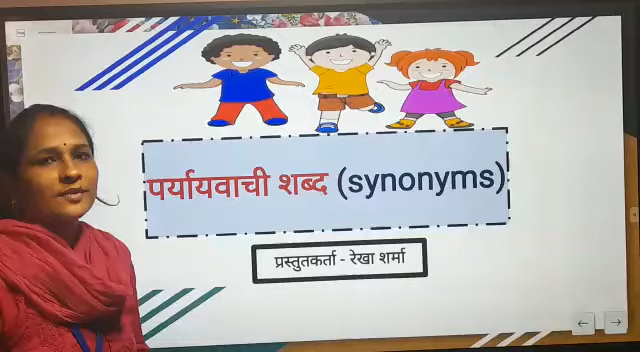 पर्यायवाची शब्द (synonyms)
प्रस्तुतकर्ता - रेखा शर्मा